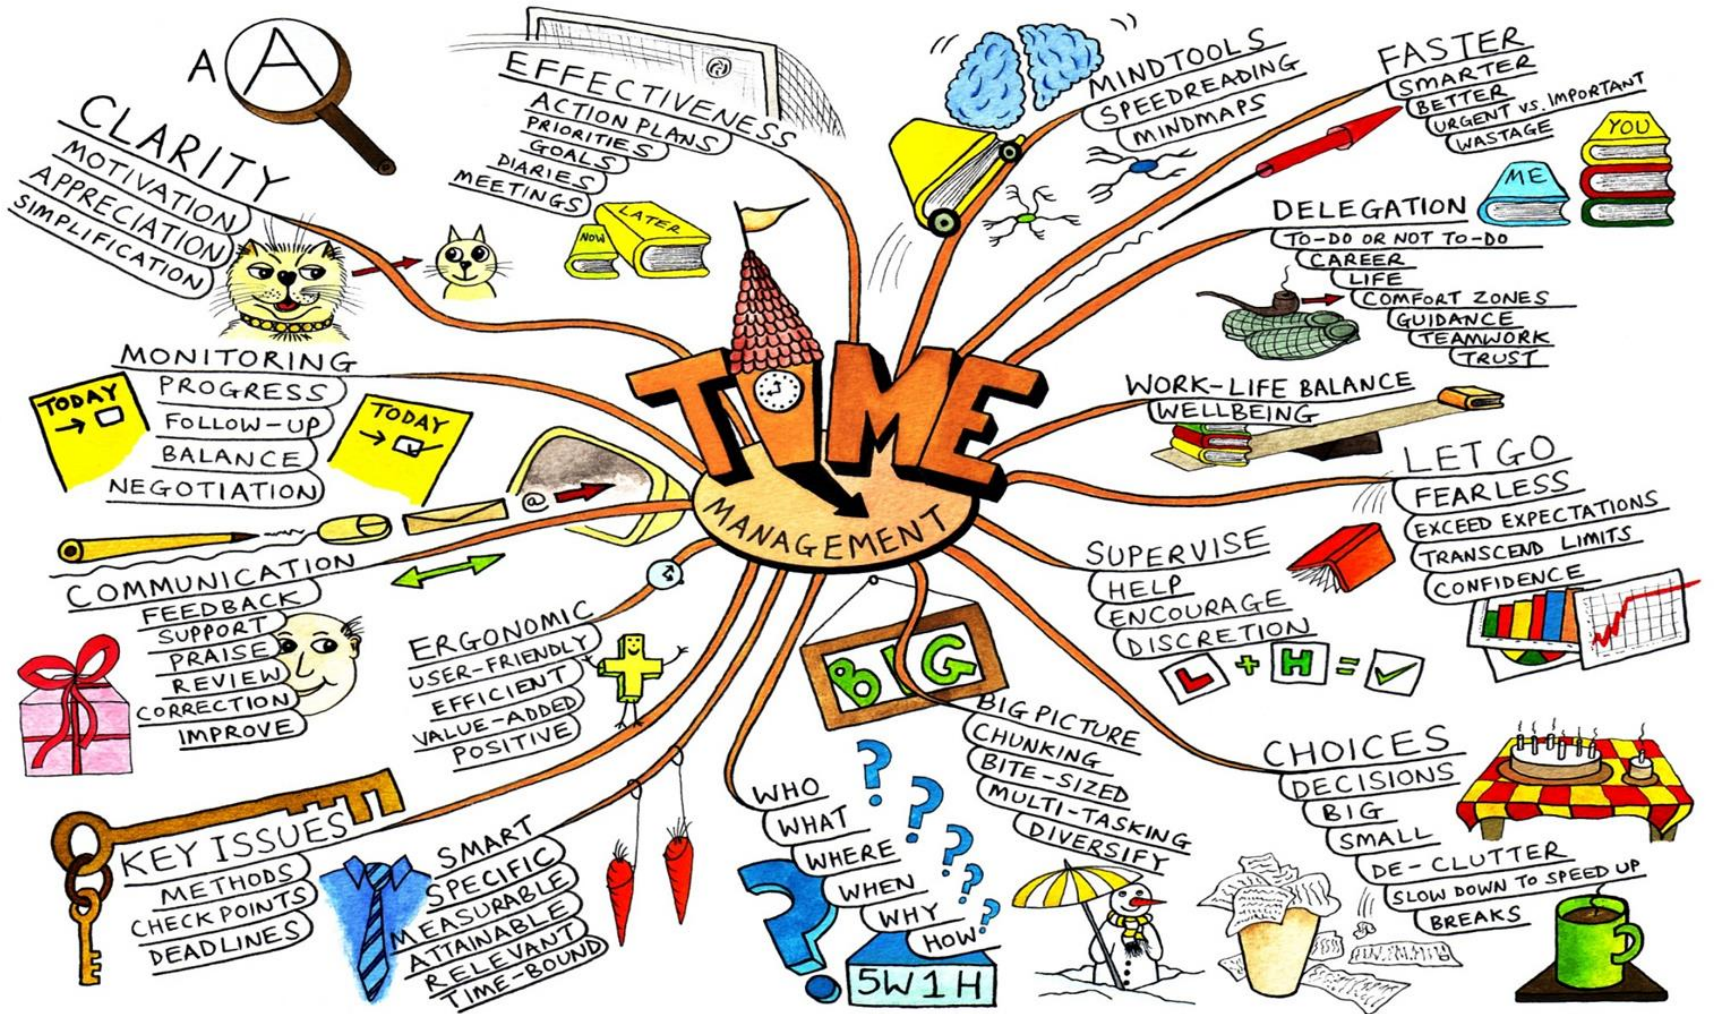 A A
CLARITY
MOTIVATION
APPRECIATION
SIMPLIFICATION
EFFECTIVENESS
ACTION PLANS
PRIORITIES
GOALS
DIARIES
MEETINGS
NOW
LATER
MINDTOOLS
SPEEDREADING
MINDMAPS
FASTER
SMARTER
BETTER
URGENT VS. IMPORTANT
WASTAGE
YOU
ME
DELEGATION
TO-DO OR NOT TO-DO
CAREER
LIFE
COMFORT ZONES
GUIDANCE
TEAMWORK
TRUST
MONITORING
PROGRESS
FOLLOW-UP
BALANCE
NEGOTIATION
TODAY
TODAY
TIME
MANAGEMENT
WORK-LIFE BALANCE
WELLBEING
LET GO
FEARLESS
EXCEED EXPECTATIONS
TRANSCEND LIMITS
CONFIDENCE
@
COMMUNICATION
FEEDBACK
SUPPORT
PRAISE
REVIEW
CORRECTION
IMPROVE
ERGONOMIC
USER-FRIENDLY
EFFICIENT
VALUE-ADDED
POSITIVE
SUPERVISE
HELP
ENCOURAGE
DISCRETION
L + H = ✓
BIG
BIG PICTURE
CHUNKING
BITE-SIZED
MULTI-TASKING
DIVERSIFY
CHOICES
DECISIONS
BIG
SMALL
DE-CLUTTER
SLOW DOWN TO SPEED UP
BREAKS
KEY ISSUES
METHODS
CHECK POINTS
DEADLINES
SMART
SPECIFIC
MEASURABLE
ATTAINABLE
RELEVANT
TIME-BOUND
WHO
WHAT
WHERE
WHEN
WHY
HOW
? ? ? ? ? ?
5W1H